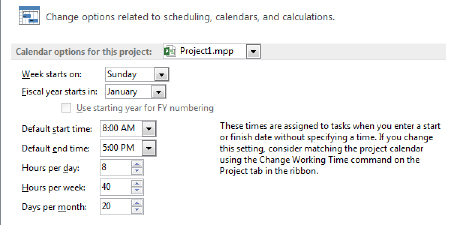 Change options related to scheduling, calendars, and calculations.
Calendar options for this project: Project1.mpp
Week starts on: Sunday
Fiscal year starts in: January
Use starting year for FY numbering
Default start time: 8:00 AM
Default end time: 5:00 PM
Hours per day: 8
Hours per week: 40
Days per month: 20
These times are assigned to tasks when you enter a start
or finish date without specifying a time. If you change
this setting, consider matching the project calendar
using the Change Working Time command on the
Project tab in the ribbon.